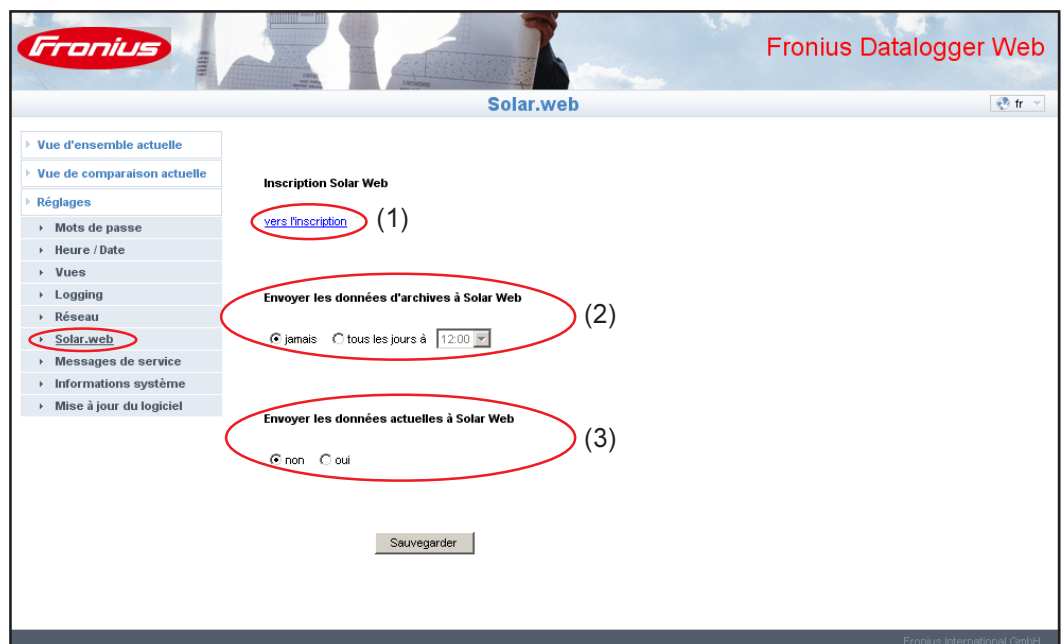 Fronius
Fronius Datalogger Web
Solar.web
fr
Vue d'ensemble actuelle
Vue de comparaison actuelle
Réglages
Mots de passe
Heure / Date
Vues
Logging
Réseau
Solar.web
Messages de service
Informations système
Mise à jour du logiciel
Inscription Solar Web
vers l'inscription (1)
Envoyer les données d'archives à Solar Web
(2)
jamais tous les jours à 12:00
Envoyer les données actuelles à Solar Web
(3)
non oui
Sauvegarder
Fronius International GmbH